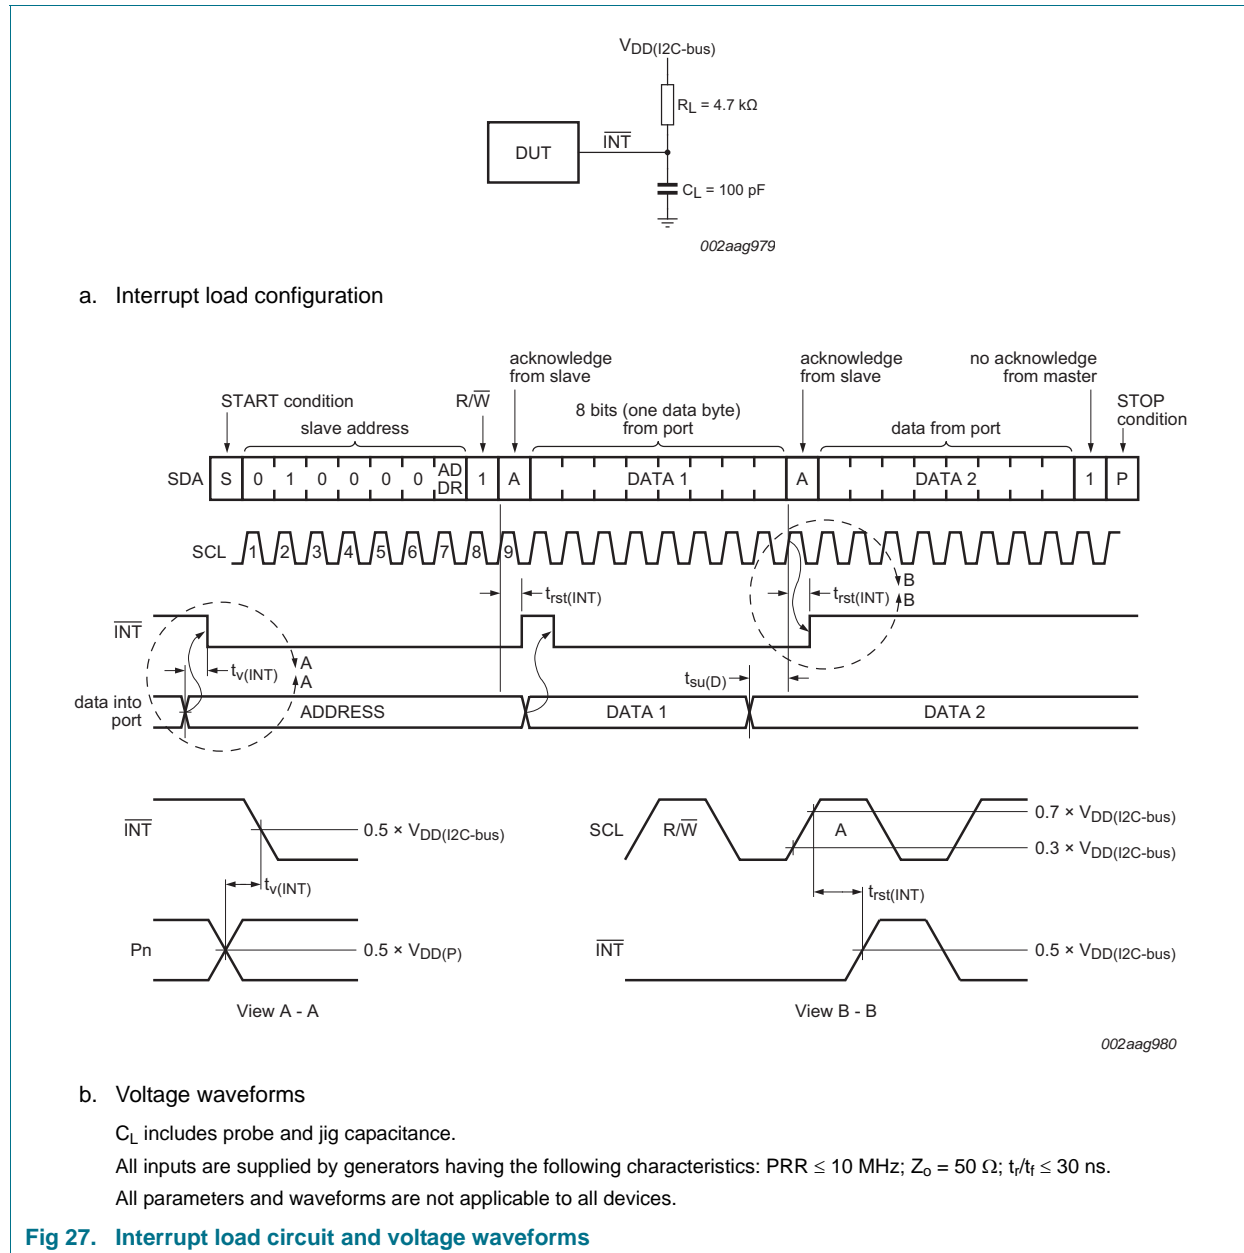 VDD(I2C-bus)
RL = 4.7 kΩ
DUT
INT
CL = 100 pF
002aag979
a. Interrupt load configuration
acknowledge
from slave
acknowledge
from slave
no acknowledge
from master
START condition
R/W
8 bits (one data byte)
from port
STOP
condition
slave address
data from port
SDA S 0 1 0 0 0 0 AD DR 1 A DATA 1 A DATA 2 1 P
SCL 1 2 3 4 5 6 7 8 9
B
B
trst(INT)
trst(INT)
INT
tv(INT)
A
A
tsu(D)
data into
port
ADDRESS
DATA 1
DATA 2
INT
0.5 × VDD(I2C-bus)
tv(INT)
Pn
0.5 × VDD(P)
View A - A
SCL
R/W
A
0.7 × VDD(I2C-bus)
0.3 × VDD(I2C-bus)
trst(INT)
INT
0.5 × VDD(I2C-bus)
View B - B
002aag980
b. Voltage waveforms
CL includes probe and jig capacitance.
All inputs are supplied by generators having the following characteristics: PRR ≤ 10 MHz; Zo = 50 Ω; tr/tf ≤ 30 ns.
All parameters and waveforms are not applicable to all devices.
Fig 27. Interrupt load circuit and voltage waveforms